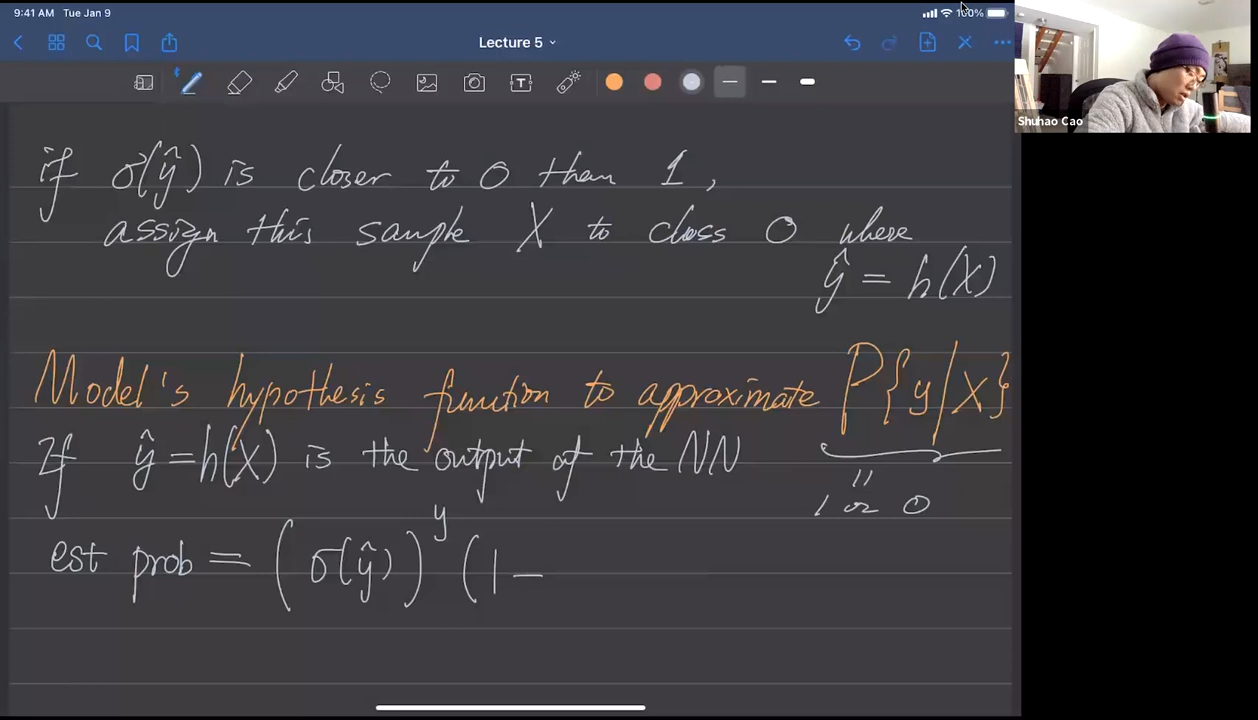 9:41 AM Tue Jan 9
100%
Lecture 5
T
Shuhao Cao
if σ(ŷ) is closer to 0 than 1,
assign this sample X to class 0 where
ŷ = h(X)
Model's hypothesis function to approximate P{y|X}
If ŷ = h(X) is the output of the NN
" 
1 or 0
est prob = (σ(ŷ))^y (1 −